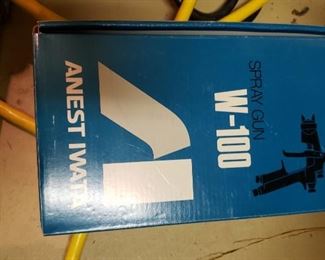 SPRAY GUN
W-100
ANEST IWATA